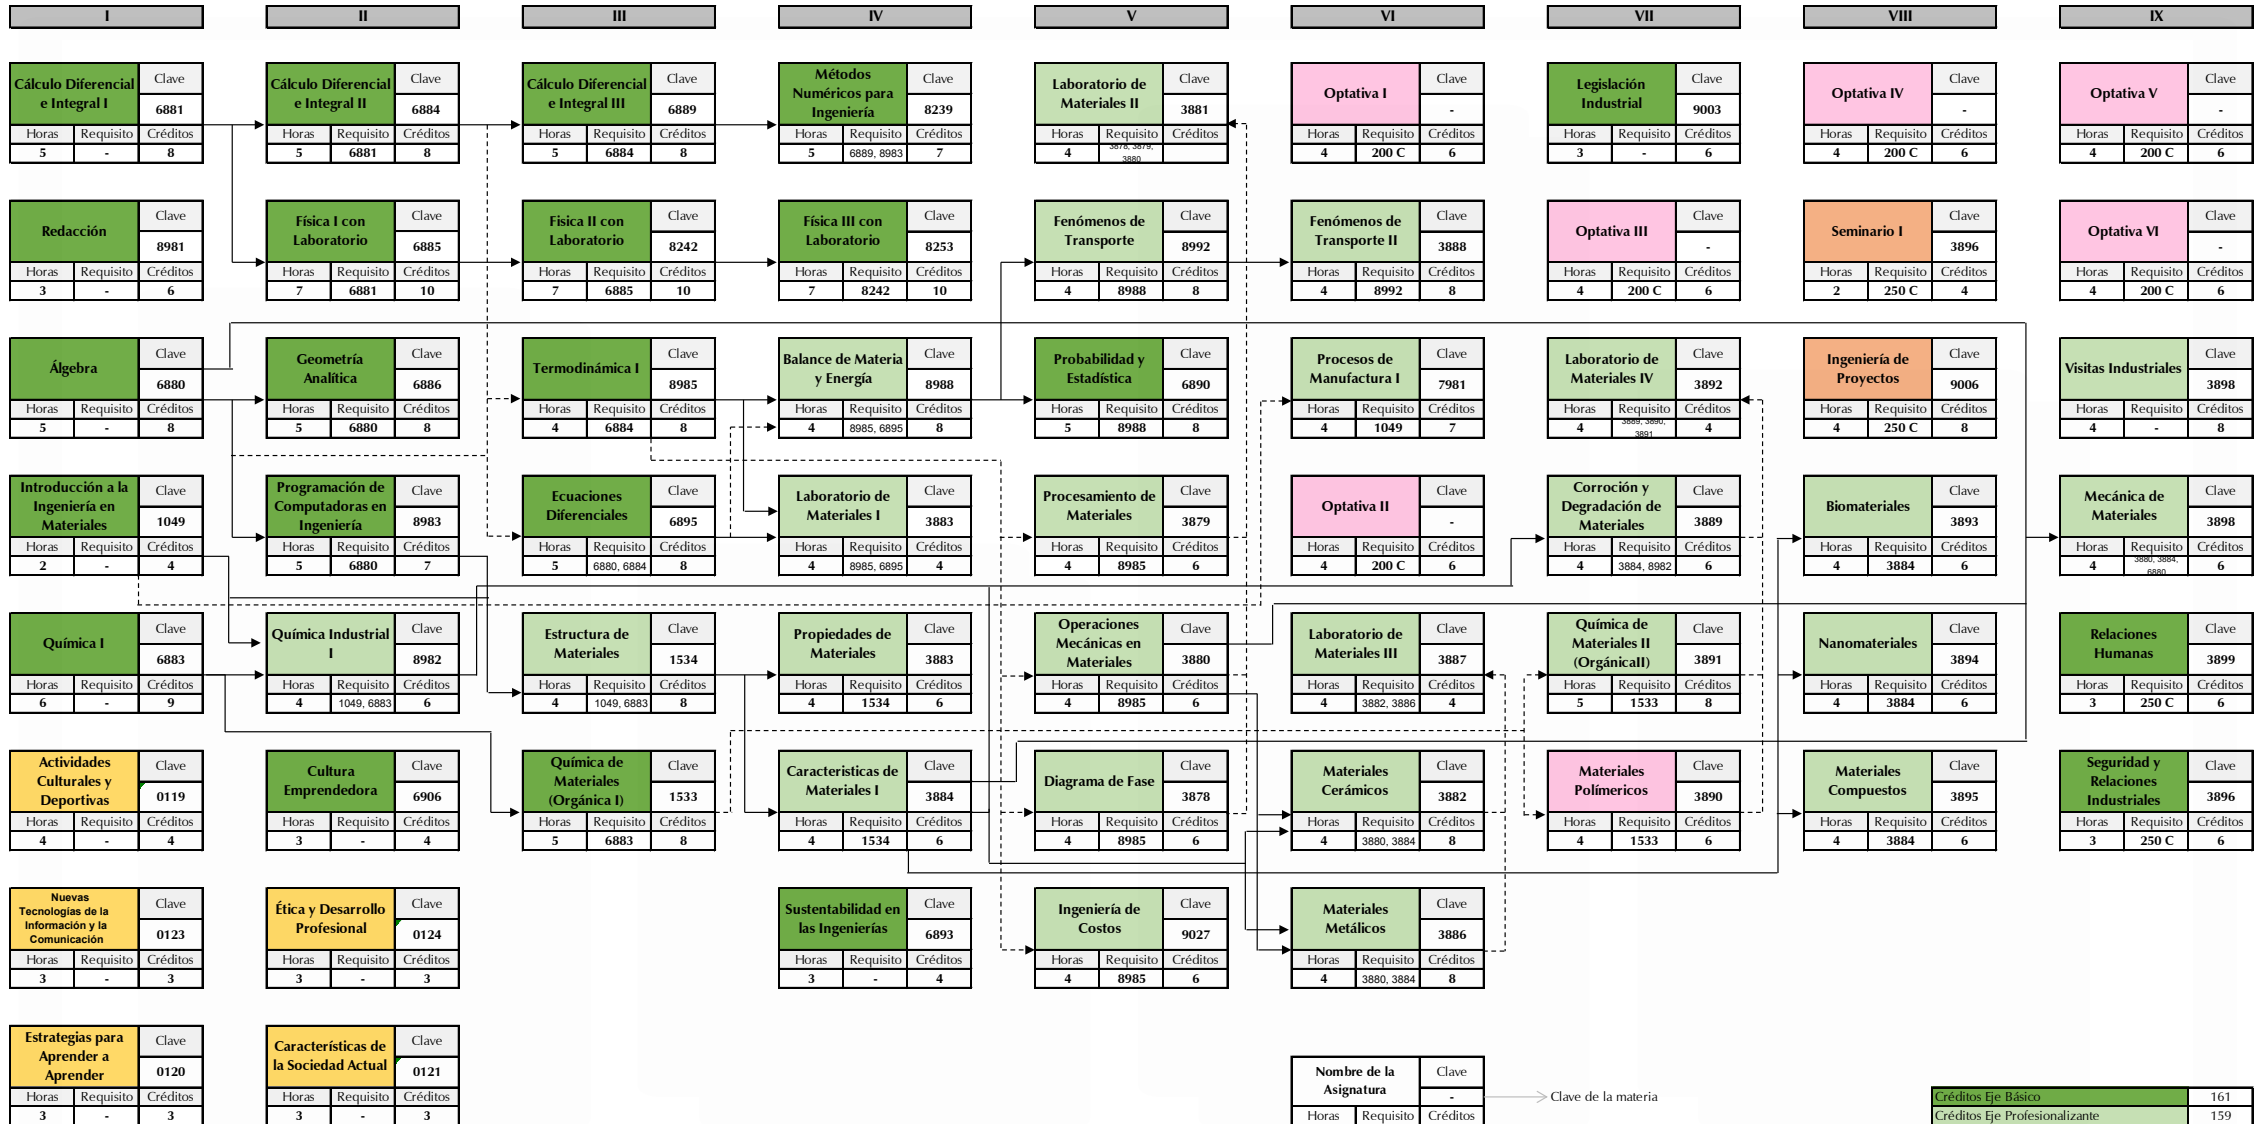 I II III IV V VI VII VIII IX
Cálculo Diferencial e Integral I Clave 6881
Horas Requisito Créditos
5 - 8
Cálculo Diferencial e Integral II Clave 6884
Horas Requisito Créditos
5 6881 8
Cálculo Diferencial e Integral III Clave 6889
Horas Requisito Créditos
5 6884 8
Métodos Numéricos para Ingeniería Clave 8239
Horas Requisito Créditos
5 6889, 8983 7
Laboratorio de Materiales II Clave 3881
Horas Requisito Créditos
4 3878, 3879, 3880
Optativa I Clave -
Horas Requisito Créditos
4 200 C 6
Legislación Industrial Clave 9003
Horas Requisito Créditos
3 - 6
Optativa IV Clave -
Horas Requisito Créditos
4 200 C 6
Optativa V Clave -
Horas Requisito Créditos
4 200 C 6
Redacción Clave 8981
Horas Requisito Créditos
3 - 6
Física I con Laboratorio Clave 6885
Horas Requisito Créditos
7 6881 10
Fisica II con Laboratorio Clave 8242
Horas Requisito Créditos
7 6885 10
Física III con Laboratorio Clave 8253
Horas Requisito Créditos
7 8242 10
Fenómenos de Transporte Clave 8992
Horas Requisito Créditos
4 8988 8
Fenómenos de Transporte II Clave 3888
Horas Requisito Créditos
4 8992 8
Optativa III Clave -
Horas Requisito Créditos
4 200 C 6
Seminario I Clave 3896
Horas Requisito Créditos
2 250 C 4
Optativa VI Clave -
Horas Requisito Créditos
4 200 C 6
Álgebra Clave 6880
Horas Requisito Créditos
5 - 8
Geometría Analítica Clave 6886
Horas Requisito Créditos
5 6880 8
Termodinámica I Clave 8985
Horas Requisito Créditos
4 6884 8
Balance de Materia y Energía Clave 8988
Horas Requisito Créditos
4 8985, 6895 8
Probabilidad y Estadística Clave 6890
Horas Requisito Créditos
5 8988 8
Procesos de Manufactura I Clave 7981
Horas Requisito Créditos
4 1049 7
Laboratorio de Materiales IV Clave 3892
Horas Requisito Créditos
4 3889, 3890, 3891 4
Ingeniería de Proyectos Clave 9006
Horas Requisito Créditos
4 250 C 8
Visitas Industriales Clave 3898
Horas Requisito Créditos
4 - 8
Introducción a la Ingeniería en Materiales Clave 1049
Horas Requisito Créditos
2 - 4
Programación de Computadoras en Ingeniería Clave 8983
Horas Requisito Créditos
5 6880 7
Ecuaciones Diferenciales Clave 6895
Horas Requisito Créditos
5 6880, 6884 8
Laboratorio de Materiales I Clave 3883
Horas Requisito Créditos
4 8985, 6895 4
Procesamiento de Materiales Clave 3879
Horas Requisito Créditos
4 8985 6
Optativa II Clave -
Horas Requisito Créditos
4 200 C 6
Corroción y Degradación de Materiales Clave 3889
Horas Requisito Créditos
4 3884, 8982 6
Biomateriales Clave 3893
Horas Requisito Créditos
4 3884 6
Mecánica de Materiales Clave 3898
Horas Requisito Créditos
4 3880, 3884, 6880 6
Química I Clave 6883
Horas Requisito Créditos
6 - 9
Química Industrial I Clave 8982
Horas Requisito Créditos
4 1049, 6883 6
Estructura de Materiales Clave 1534
Horas Requisito Créditos
4 1049, 6883 8
Propiedades de Materiales Clave 3883
Horas Requisito Créditos
4 1534 6
Operaciones Mecánicas en Materiales Clave 3880
Horas Requisito Créditos
4 8985 6
Laboratorio de Materiales III Clave 3887
Horas Requisito Créditos
4 3882, 3886 4
Química de Materiales II (OrgánicaII) Clave 3891
Horas Requisito Créditos
5 1533 8
Nanomateriales Clave 3894
Horas Requisito Créditos
4 3884 6
Relaciones Humanas Clave 3899
Horas Requisito Créditos
3 250 C 6
Actividades Culturales y Deportivas Clave 0119
Horas Requisito Créditos
4 - 4
Cultura Emprendedora Clave 6906
Horas Requisito Créditos
3 - 4
Química de Materiales (Orgánica I) Clave 1533
Horas Requisito Créditos
5 6883 8
Caracteristicas de Materiales I Clave 3884
Horas Requisito Créditos
4 1534 6
Diagrama de Fase Clave 3878
Horas Requisito Créditos
4 8985 6
Materiales Cerámicos Clave 3882
Horas Requisito Créditos
4 3880, 3884 8
Materiales Polímericos Clave 3890
Horas Requisito Créditos
4 1533 6
Materiales Compuestos Clave 3895
Horas Requisito Créditos
4 3884 6
Seguridad y Relaciones Industriales Clave 3896
Horas Requisito Créditos
3 250 C 6
Nuevas Tecnologías de la Información y la Comunicación Clave 0123
Horas Requisito Créditos
3 - 3
Ética y Desarrollo Profesional Clave 0124
Horas Requisito Créditos
3 - 3
Sustentabilidad en las Ingenierías Clave 6893
Horas Requisito Créditos
3 - 4
Ingeniería de Costos Clave 9027
Horas Requisito Créditos
4 8985 6
Materiales Metálicos Clave 3886
Horas Requisito Créditos
4 3880, 3884 8
Estrategias para Aprender a Aprender Clave 0120
Horas Requisito Créditos
3 - 3
Características de la Sociedad Actual Clave 0121
Horas Requisito Créditos
3 - 3
Nombre de la Asignatura Clave -
Horas Requisito Créditos
Clave de la materia
Créditos Eje Básico 161
Créditos Eje Profesionalizante 159